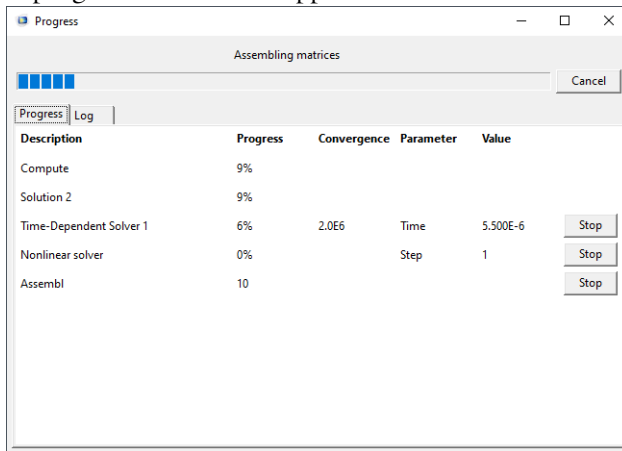 Progress
Assembling matrices
Cancel
Progress Log
Description Progress Convergence Parameter Value
Compute 9%
Solution 2 9%
Time-Dependent Solver 1 6% 2.0E6 Time 5.500E-6 Stop
Nonlinear solver 0% Step 1 Stop
Assembl 10 Stop